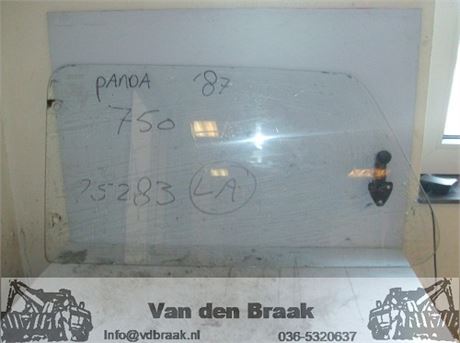 PANDA '87
750
75283 LA
Van den Braak
Info@vdbraak.nl 036-5320637